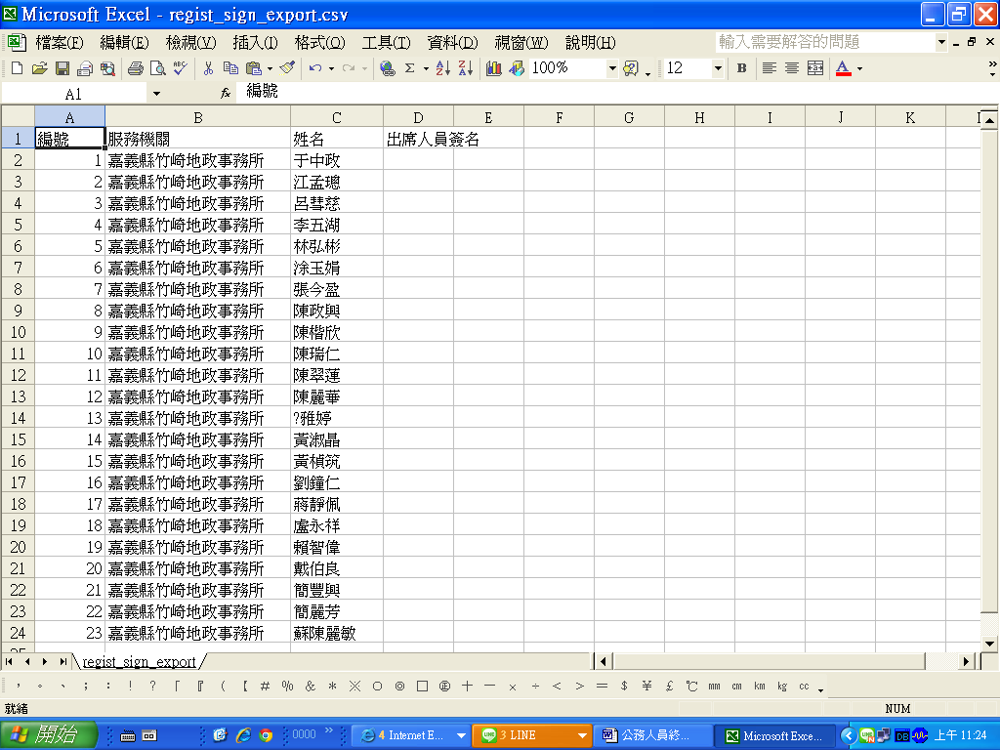 Microsoft Excel - regist_sign_export.csv
檔案(F) 編輯(E) 檢視(V) 插入(I) 格式(O) 工具(T) 資料(D) 視窗(W) 說明(H) 輸入需要解答的問題
100% 12 B A
A1 fx 編號
A B C D E F G H I J K
1 編號 服務機關 姓名 出席人員簽名
2 1 嘉義縣竹崎地政事務所 于中政
3 2 嘉義縣竹崎地政事務所 江孟璁
4 3 嘉義縣竹崎地政事務所 呂彗慈
5 4 嘉義縣竹崎地政事務所 李五湖
6 5 嘉義縣竹崎地政事務所 林弘彬
7 6 嘉義縣竹崎地政事務所 涂玉娟
8 7 嘉義縣竹崎地政事務所 張今盈
9 8 嘉義縣竹崎地政事務所 陳政興
10 9 嘉義縣竹崎地政事務所 陳楷欣
11 10 嘉義縣竹崎地政事務所 陳瑞仁
12 11 嘉義縣竹崎地政事務所 陳翠蓮
13 12 嘉義縣竹崎地政事務所 陳麗華
14 13 嘉義縣竹崎地政事務所 ?雅婷
15 14 嘉義縣竹崎地政事務所 黃淑晶
16 15 嘉義縣竹崎地政事務所 黃楨筑
17 16 嘉義縣竹崎地政事務所 劉鐘仁
18 17 嘉義縣竹崎地政事務所 蔣靜佩
19 18 嘉義縣竹崎地政事務所 盧永祥
20 19 嘉義縣竹崎地政事務所 賴智偉
21 20 嘉義縣竹崎地政事務所 戴伯良
22 21 嘉義縣竹崎地政事務所 簡豐興
23 22 嘉義縣竹崎地政事務所 簡麗芳
24 23 嘉義縣竹崎地政事務所 蘇陳麗敏
regist_sign_export
， 。 、 ； ： ！ ？ 「 『 （ 【 # % & * ※ ○ ◎ □ ㊣ ＋ － × ÷ ＜ ＞ ＝ $ ¥ £ ℃ mm cm km kg cc
就緒 NUM
開始 0000 4 Internet E... 3 LINE 公務人員終... Microsoft Exce... 上午 11:24